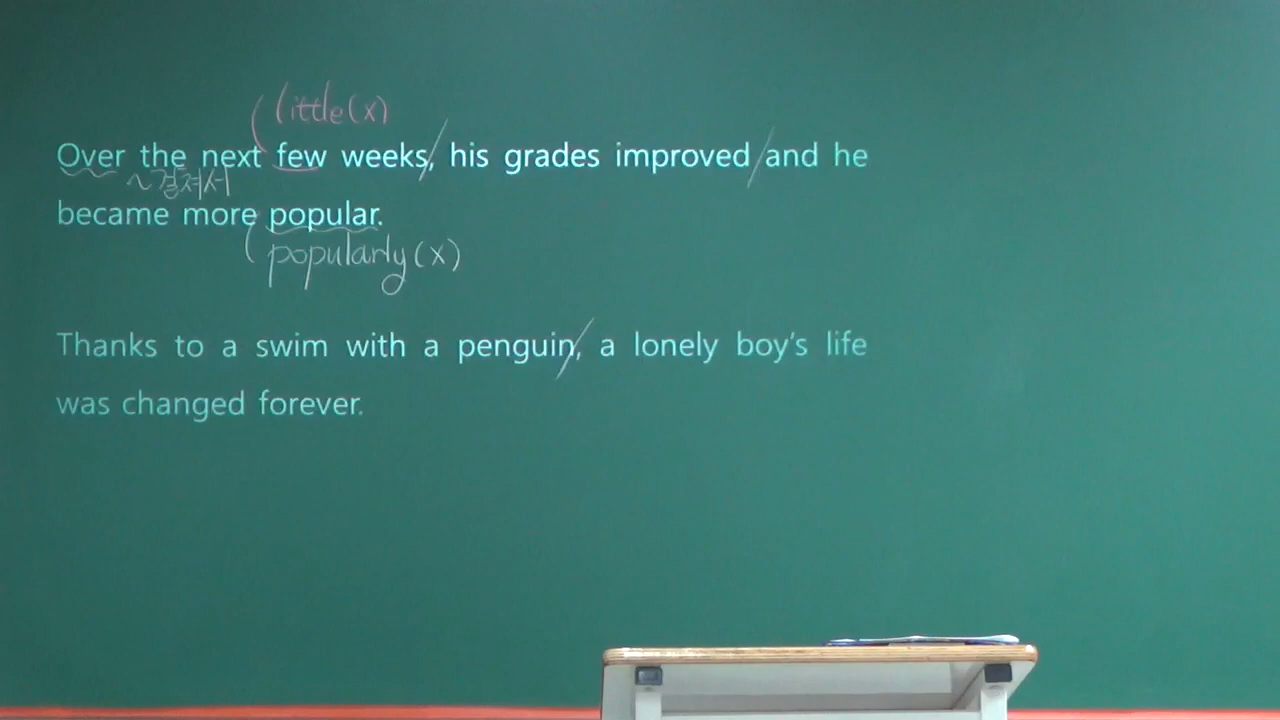 little(x)
Over the next few weeks, his grades improved and he
~걸쳐서
became more popular.
popularly(x)
Thanks to a swim with a penguin, a lonely boy's life
was changed forever.